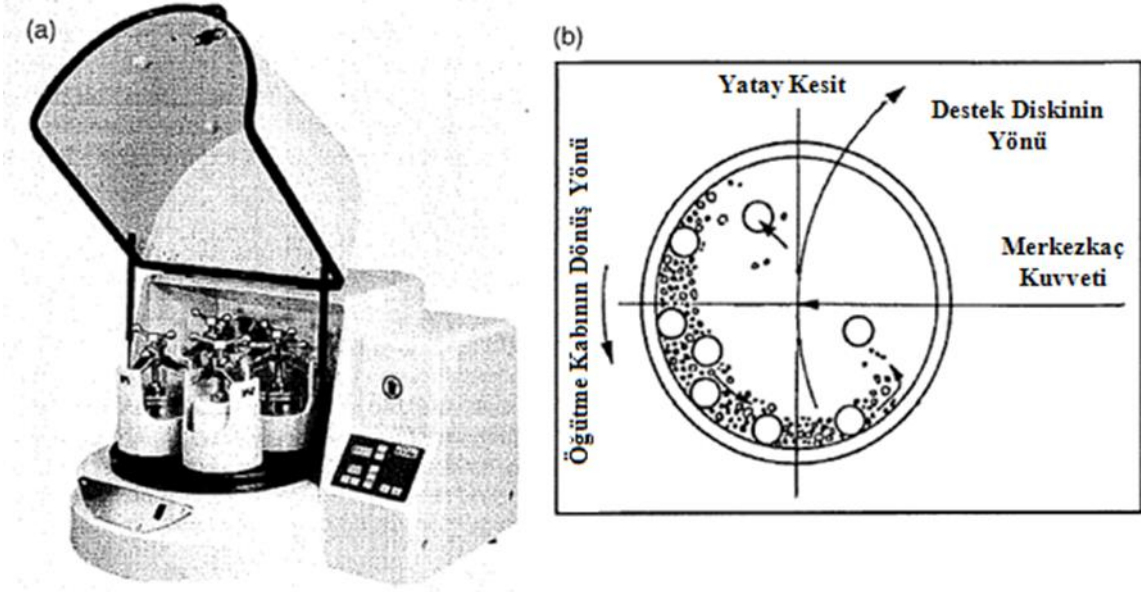 (a)
(b)
Yatay Kesit
Destek Diskinin
Yönü
Merkezkaç
Kuvveti
Öğütme Kabının Dönüş Yönü